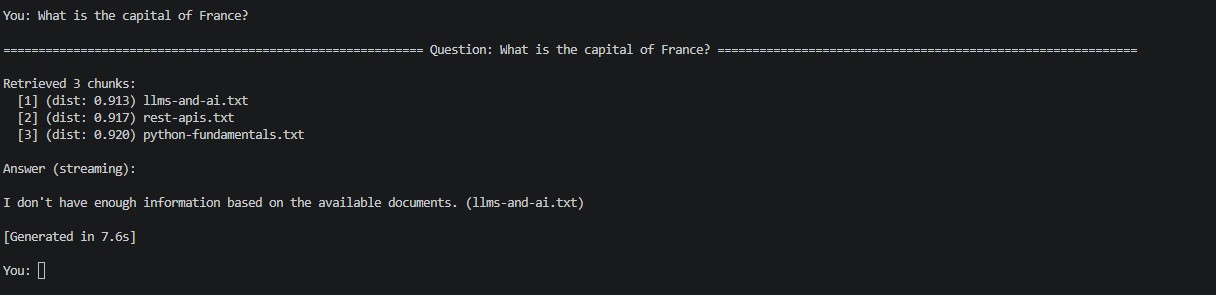 You: What is the capital of France?
============================================================ Question: What is the capital of France? ============================================================
Retrieved 3 chunks:
  [1] (dist: 0.913) llms-and-ai.txt
  [2] (dist: 0.917) rest-apis.txt
  [3] (dist: 0.920) python-fundamentals.txt
Answer (streaming):
I don't have enough information based on the available documents. (llms-and-ai.txt)
[Generated in 7.6s]
You: